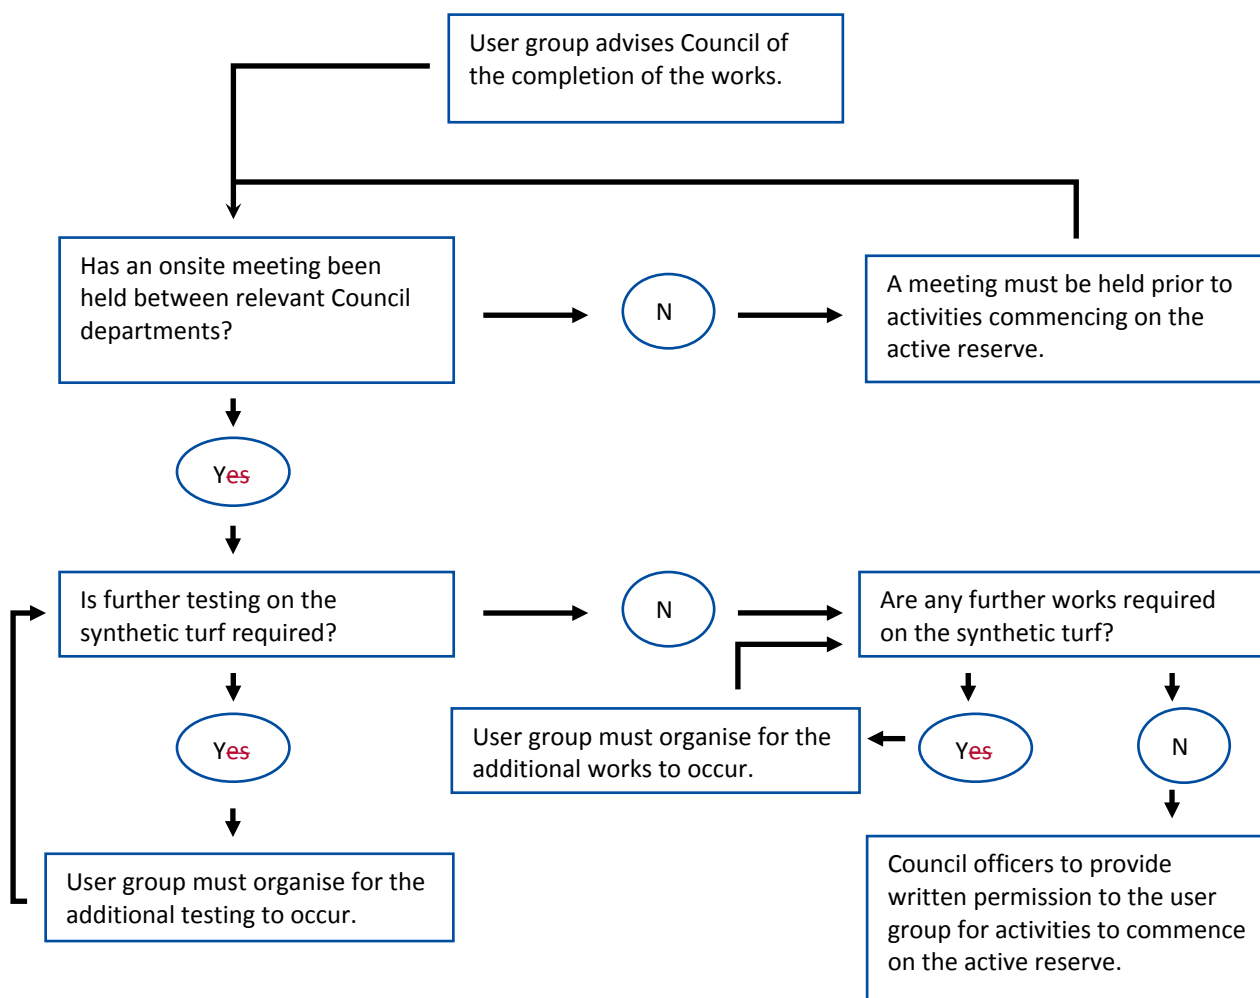 User group advises Council of
the completion of the works.
Has an onsite meeting been
held between relevant Council
departments?
N
A meeting must be held prior to
activities commencing on the
active reserve.
Yes
Is further testing on the
synthetic turf required?
N
Are any further works required
on the synthetic turf?
Yes
User group must organise for the
additional works to occur.
Yes
N
User group must organise for the
additional testing to occur.
Council officers to provide
written permission to the user
group for activities to commence
on the active reserve.